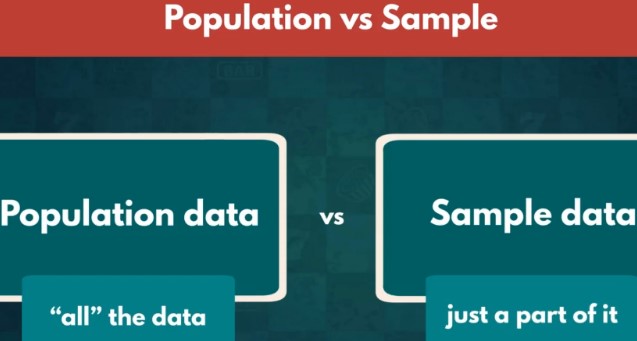 Population vs Sample
Population data
vs
Sample data
“all” the data
just a part of it